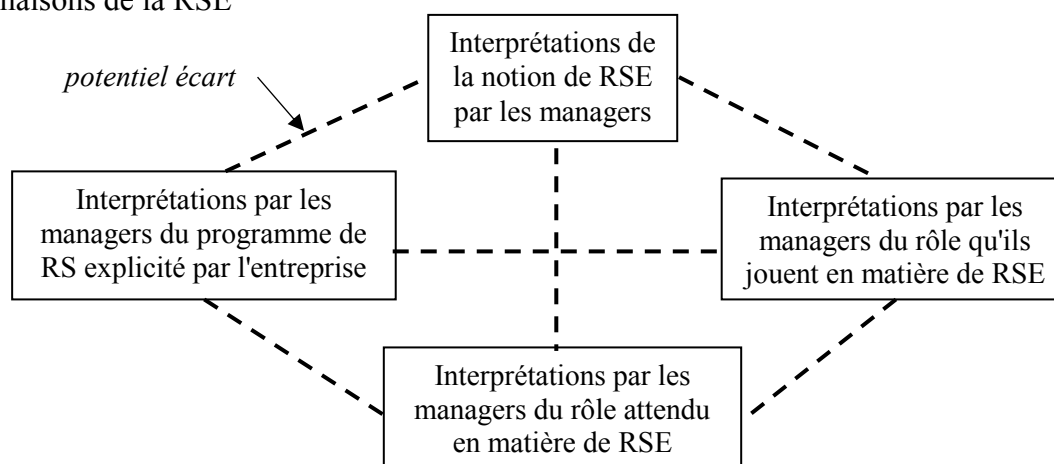 naisons de la RSE
Interprétations de
la notion de RSE
par les managers
potentiel écart
Interprétations par les
managers du programme de
RS explicité par l'entreprise
Interprétations par les
managers du rôle qu'ils
jouent en matière de RSE
Interprétations par les
managers du rôle attendu
en matière de RSE